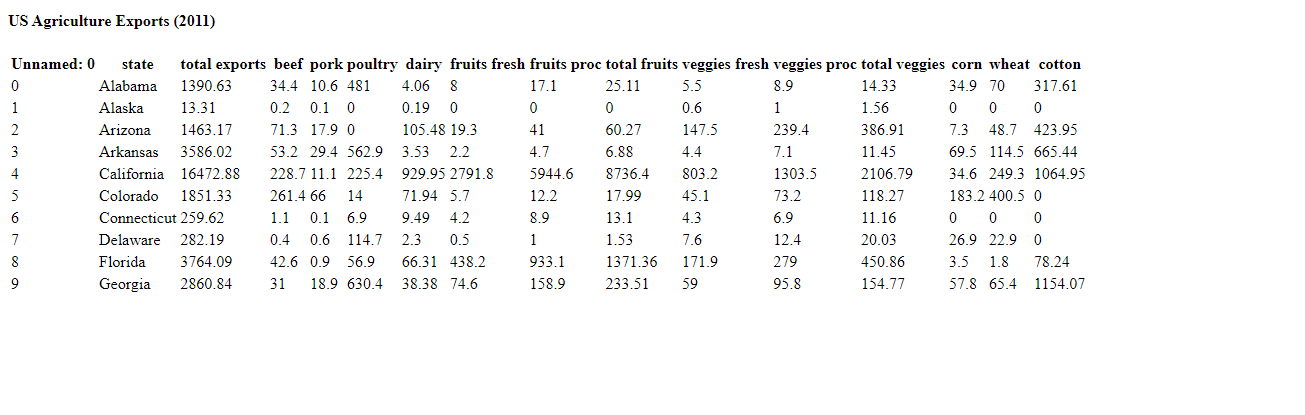 US Agriculture Exports (2011)
Unnamed: 0 state total exports beef pork poultry dairy fruits fresh fruits proc total fruits veggies fresh veggies proc total veggies corn wheat cotton
0 Alabama 1390.63 34.4 10.6 481 4.06 8 17.1 25.11 5.5 8.9 14.33 34.9 70 317.61
1 Alaska 13.31 0.2 0.1 0 0.19 0 0 0 0.6 1 1.56 0 0 0
2 Arizona 1463.17 71.3 17.9 0 105.48 19.3 41 60.27 147.5 239.4 386.91 7.3 48.7 423.95
3 Arkansas 3586.02 53.2 29.4 562.9 3.53 2.2 4.7 6.88 4.4 7.1 11.45 69.5 114.5 665.44
4 California 16472.88 228.7 11.1 225.4 929.95 2791.8 5944.6 8736.4 803.2 1303.5 2106.79 34.6 249.3 1064.95
5 Colorado 1851.33 261.4 66 14 71.94 5.7 12.2 17.99 45.1 73.2 118.27 183.2 400.5 0
6 Connecticut 259.62 1.1 0.1 6.9 9.49 4.2 8.9 13.1 4.3 6.9 11.16 0 0 0
7 Delaware 282.19 0.4 0.6 114.7 2.3 0.5 1 1.53 7.6 12.4 20.03 26.9 22.9 0
8 Florida 3764.09 42.6 0.9 56.9 66.31 438.2 933.1 1371.36 171.9 279 450.86 3.5 1.8 78.24
9 Georgia 2860.84 31 18.9 630.4 38.38 74.6 158.9 233.51 59 95.8 154.77 57.8 65.4 1154.07